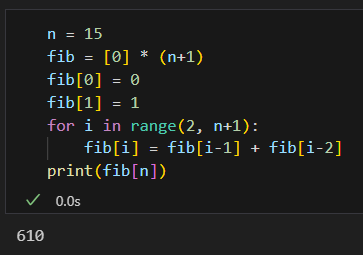 n = 15
fib = [0] * (n+1)
fib[0] = 0
fib[1] = 1
for i in range(2, n+1):
    fib[i] = fib[i-1] + fib[i-2]
print(fib[n])
0.0s
610